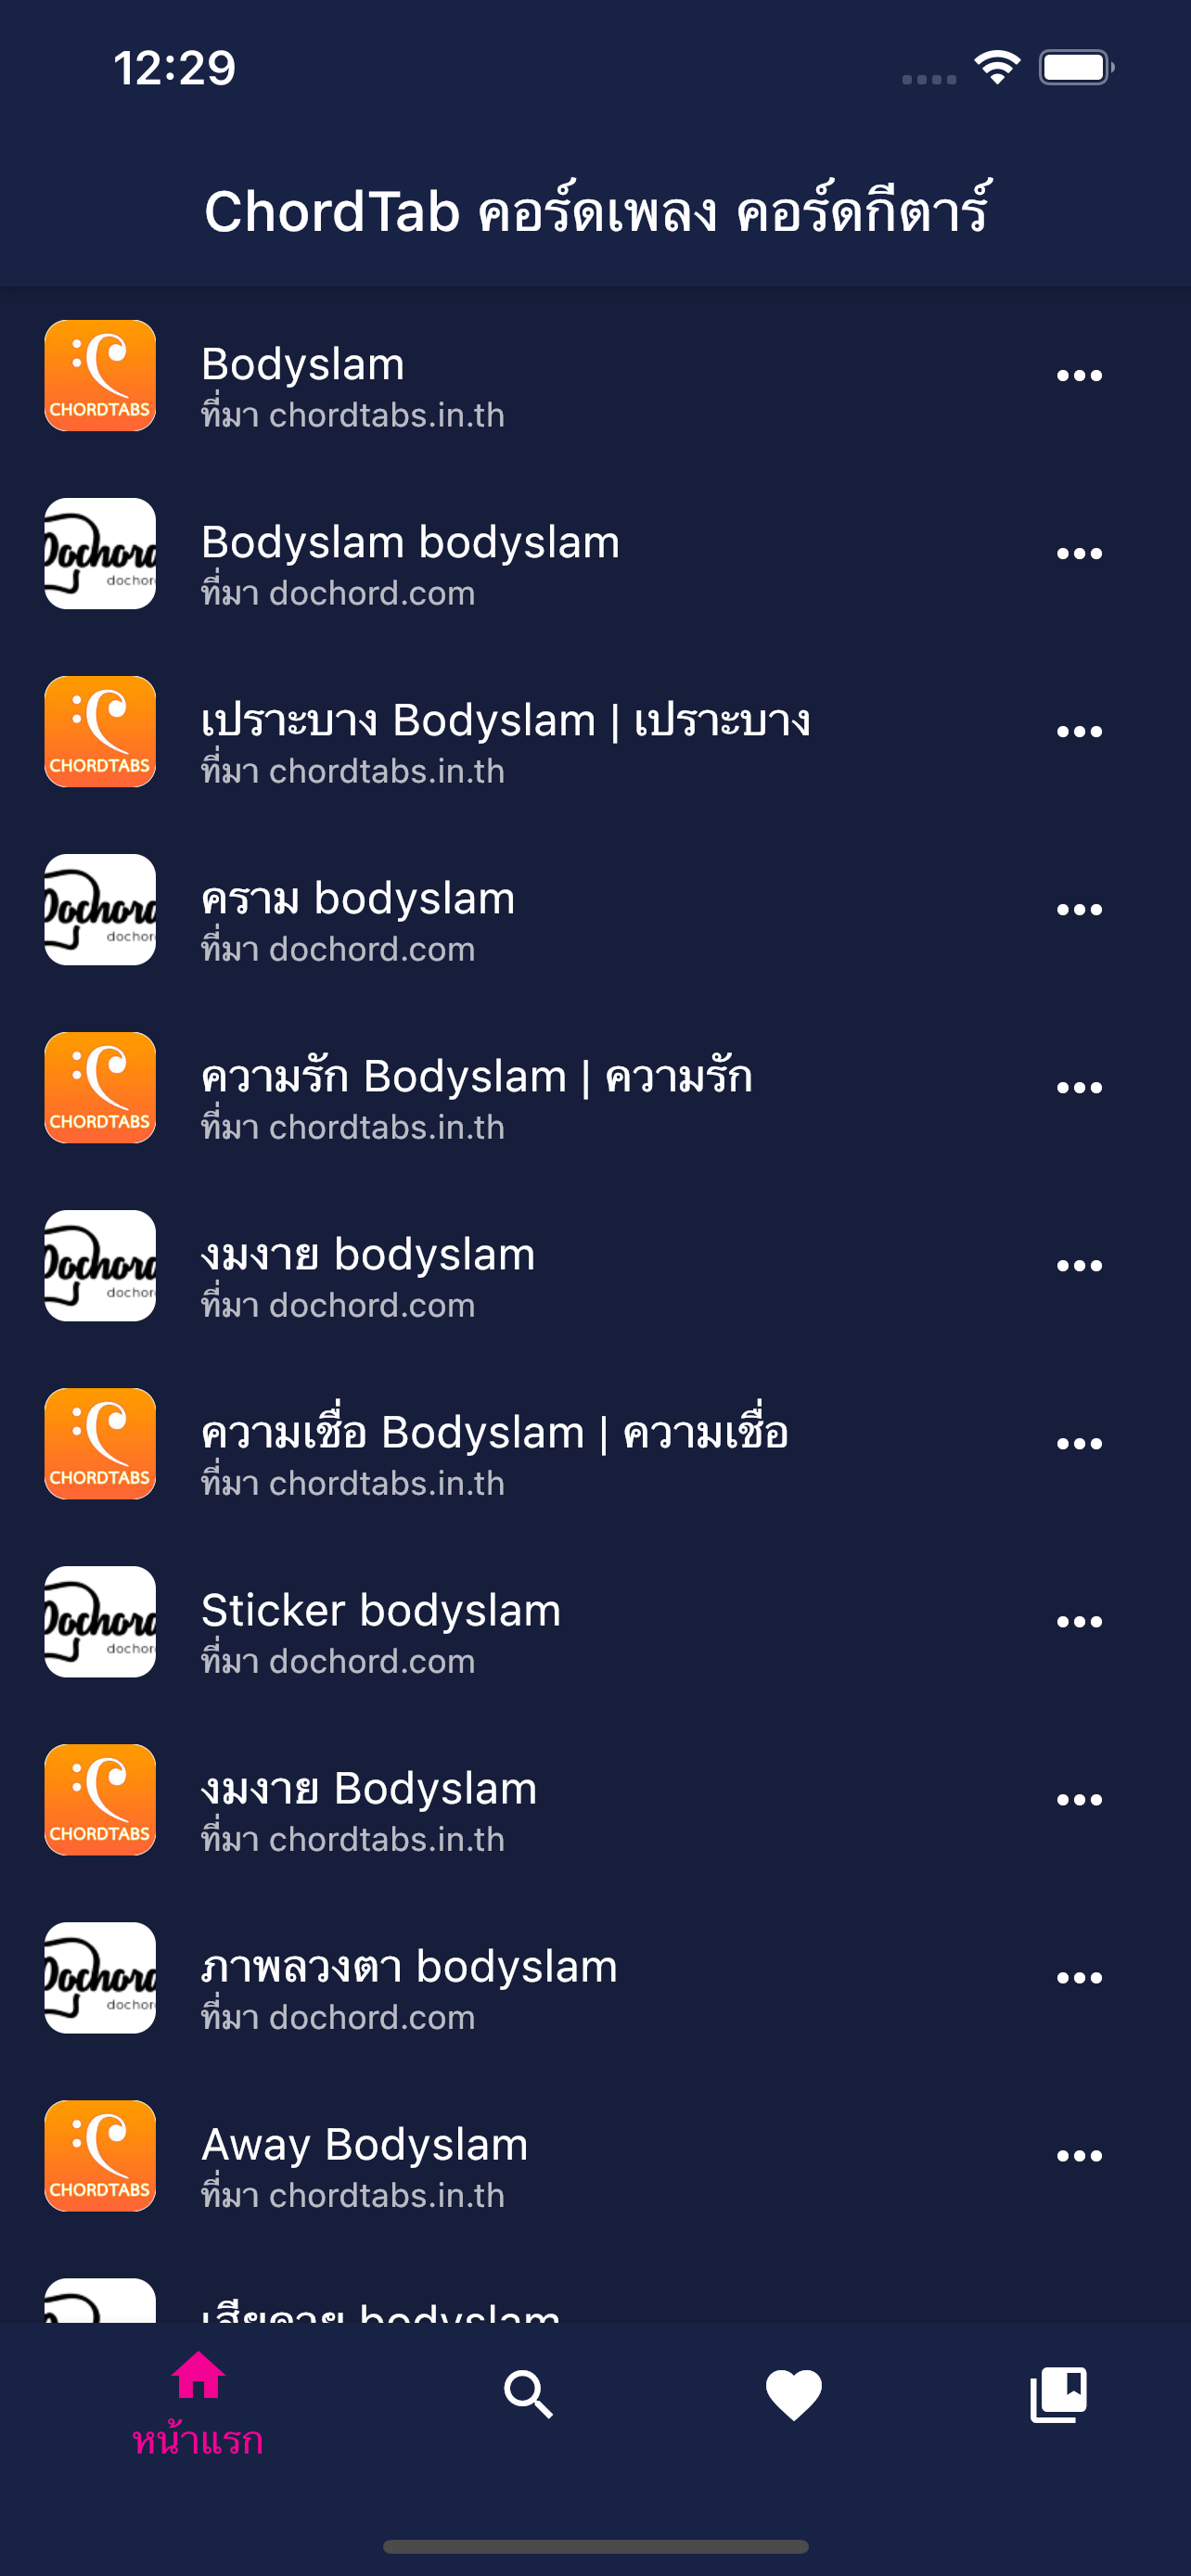 12:29
ChordTab คอร์ดเพลง คอร์ดกีตาร์
CHORDTABS
Bodyslam
ที่มา chordtabs.in.th
Dochord
dochor
Bodyslam bodyslam
ที่มา dochord.com
CHORDTABS
เปราะบาง Bodyslam | เปราะบาง
ที่มา chordtabs.in.th
Dochord
dochor
คราม bodyslam
ที่มา dochord.com
CHORDTABS
ความรัก Bodyslam | ความรัก
ที่มา chordtabs.in.th
Dochord
dochor
งมงาย bodyslam
ที่มา dochord.com
CHORDTABS
ความเชื่อ Bodyslam | ความเชื่อ
ที่มา chordtabs.in.th
Dochord
dochor
Sticker bodyslam
ที่มา dochord.com
CHORDTABS
งมงาย Bodyslam
ที่มา chordtabs.in.th
Dochord
dochor
ภาพลวงตา bodyslam
ที่มา dochord.com
CHORDTABS
Away Bodyslam
ที่มา chordtabs.in.th
bodyslam
หน้าแรก